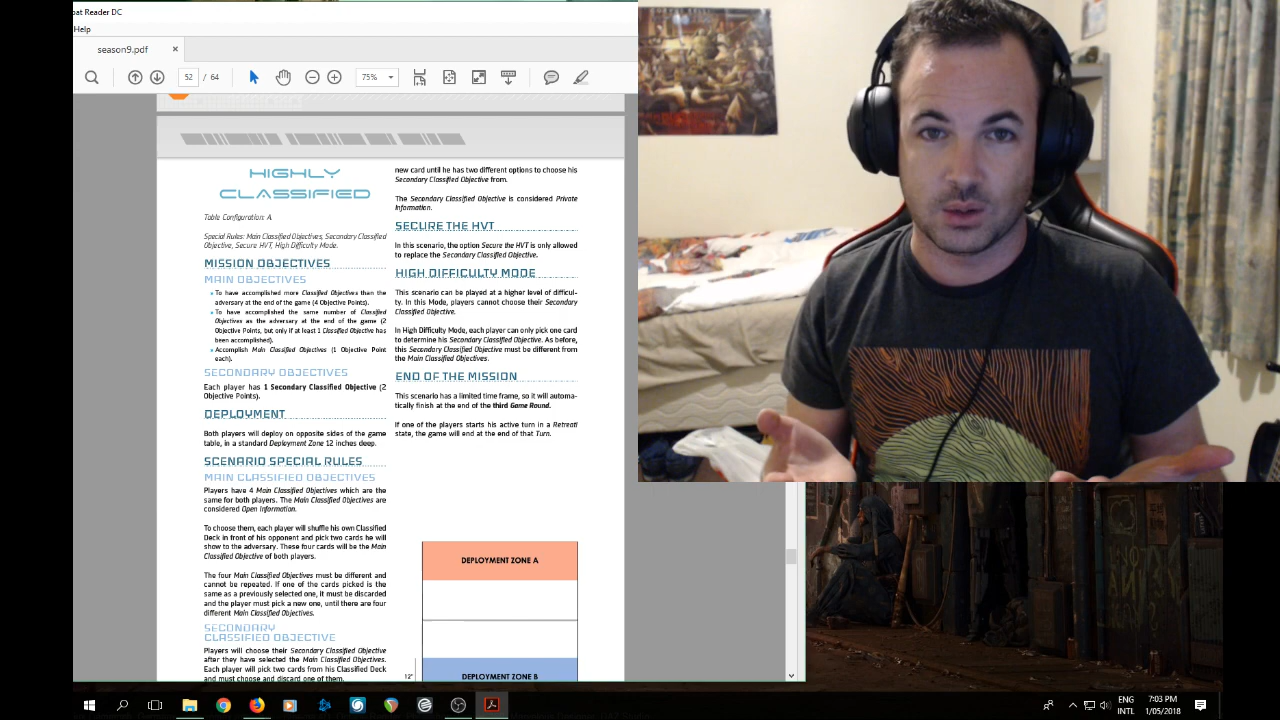 bat Reader DC
Help
season9.pdf ×
52 / 64
75%
HIGHLY
CLASSIFIED
Table Configuration: A.
Special Rules: Main Classified Objectives, Secondary Classified
Objective, Secure HVT, High Difficulty Mode.
MISSION OBJECTIVES
MAIN OBJECTIVES
To have accomplished more Classified Objectives than the
adversary at the end of the game (4 Objective Points).
To have accomplished the same number of Classified
Objectives as the adversary at the end of the game (2
Objective Points, but only if at least 1 Classified Objective has
been accomplished).
Accomplish Main Classified Objectives (1 Objective Point
each).
SECONDARY OBJECTIVES
Each player has 1 Secondary Classified Objective (2
Objective Points).
DEPLOYMENT
Both players will deploy on opposite sides of the game
table, in a standard Deployment Zone 12 inches deep.
SCENARIO SPECIAL RULES
MAIN CLASSIFIED OBJECTIVES
Players have 4 Main Classified Objectives which are the
same for both players. The Main Classified Objectives are
considered Open Information.
To choose them, each player will shuffle his own Classified
Deck in front of his opponent and pick two cards he will
show to the adversary. These four cards will be the Main
Classified Objective of both players.
The four Main Classified Objectives must be different and
cannot be repeated. If one of the cards picked is the
same as a previously selected one, it must be discarded
and the player must pick a new one, until there are four
different Main Classified Objectives.
SECONDARY
CLASSIFIED OBJECTIVE
Players will choose their Secondary Classified Objective
after they have selected the Main Classified Objectives.
Each player will pick two cards from his Classified Deck
and must choose and discard one of them.
new card until he has two different options to choose his
Secondary Classified Objective from.
The Secondary Classified Objective is considered Private
Information.
SECURE THE HVT
In this scenario, the option Secure the HVT is only allowed
to replace the Secondary Classified Objective.
HIGH DIFFICULTY MODE
This scenario can be played at a higher level of difficul-
ty. In this Mode, players cannot choose their Secondary
Classified Objective.
In High Difficulty Mode, each player can only pick one card
to determine his Secondary Classified Objective. As before,
this Secondary Classified Objective must be different from
the Main Classified Objectives.
END OF THE MISSION
This scenario has a limited time frame, so it will automa-
tically finish at the end of the third Game Round.
If one of the players starts his active turn in a Retreat!
state, the game will end at the end of that Turn.
DEPLOYMENT ZONE A
DEPLOYMENT ZONE B
12"
ENG
INTL
7:03 PM
1/05/2018